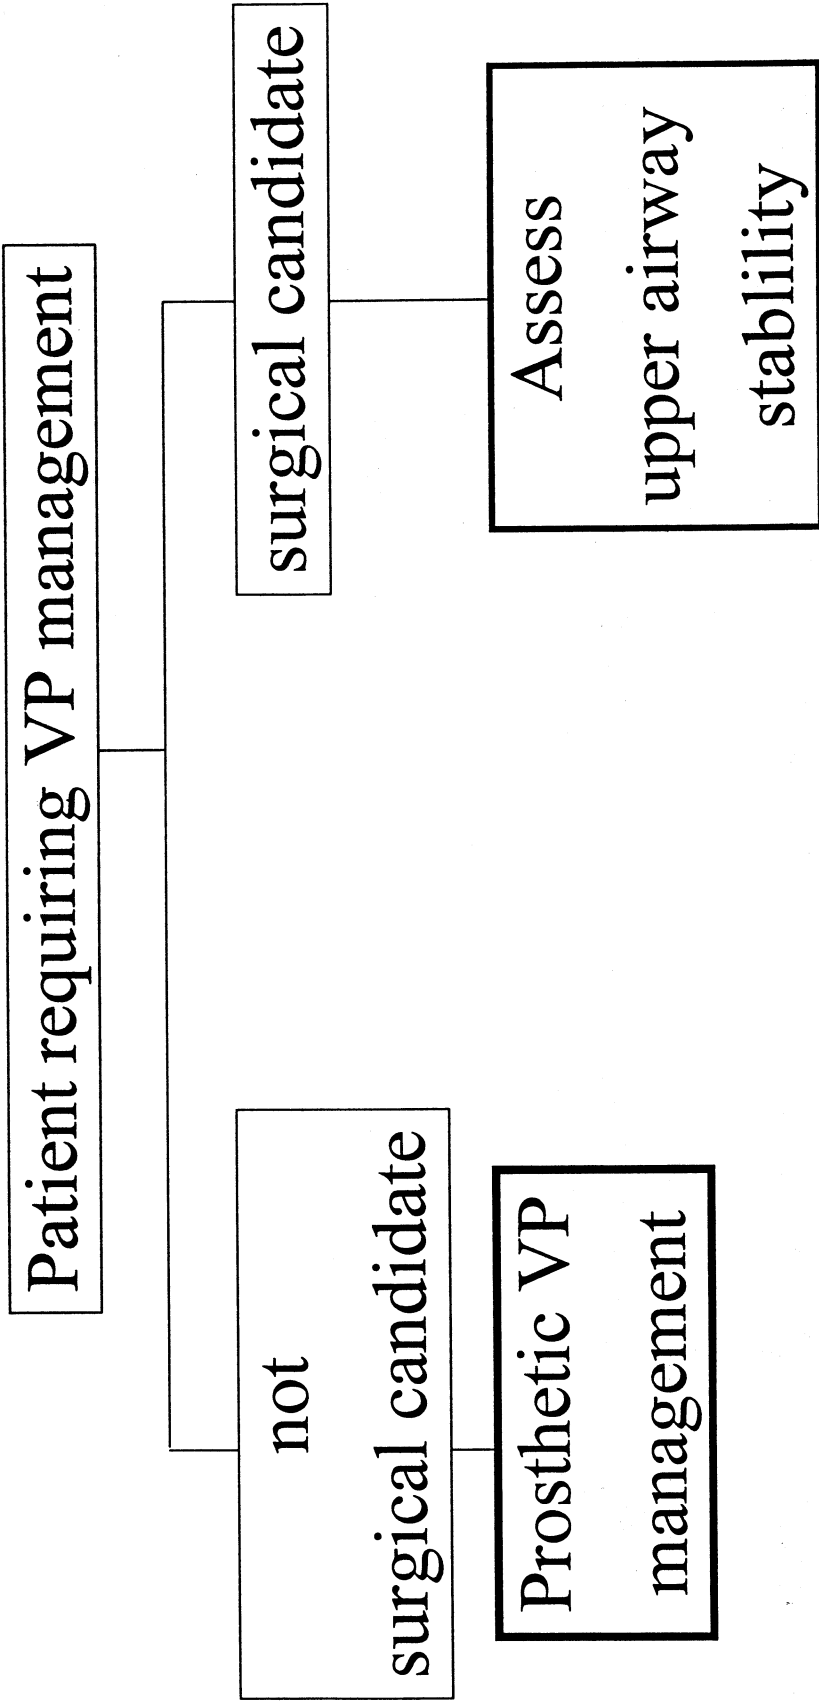 Patient requiring VP management
not
surgical candidate
surgical candidate
Prosthetic VP
management
Assess
upper airway
stablility